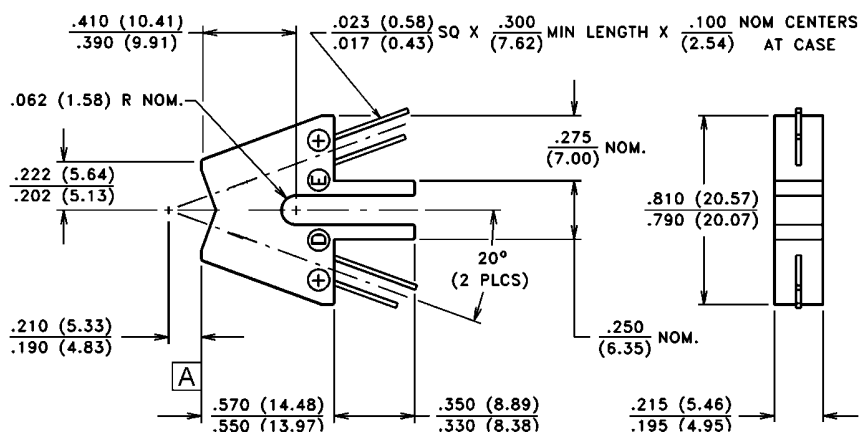 .410 (10.41)
.390 (9.91)
.023 (0.58)
.017 (0.43)
SQ X
.300
(7.62)
MIN LENGTH X
.100
(2.54)
NOM CENTERS
AT CASE
.062 (1.58) R NOM.
.275
(7.00)
NOM.
.222 (5.64)
.202 (5.13)
+
E
D
+
.810 (20.57)
.790 (20.07)
20°
(2 PLCS)
.210 (5.33)
.190 (4.83)
.250
(6.35)
NOM.
A
.570 (14.48)
.550 (13.97)
.350 (8.89)
.330 (8.38)
.215 (5.46)
.195 (4.95)